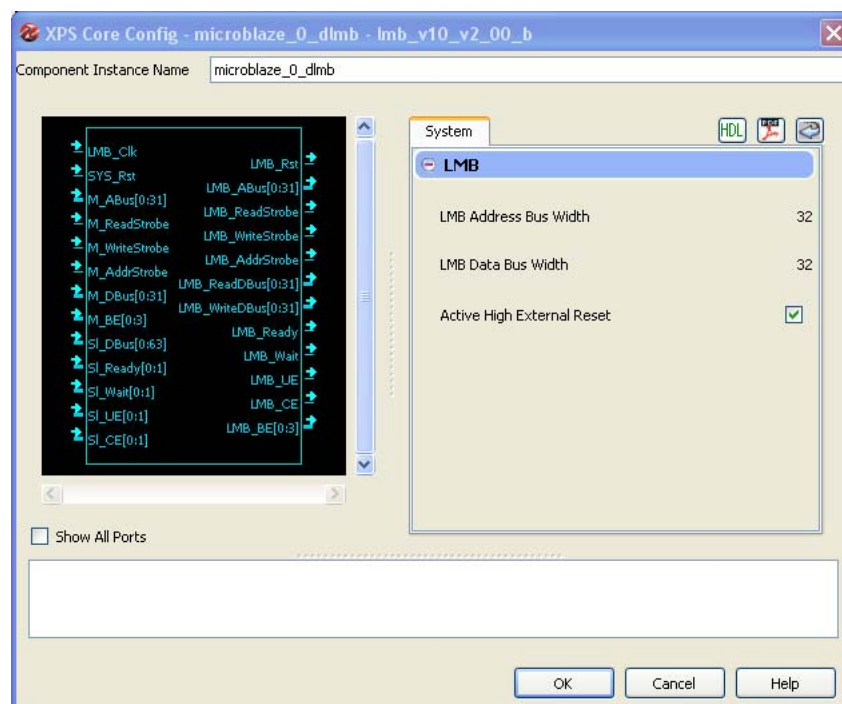 XPS Core Config - microblaze_0_dlmb - lmb_v10_v2_00_b
Component Instance Name microblaze_0_dlmb
LMB_Clk
SYS_Rst
M_ABus[0:31]
M_ReadStrobe
M_WriteStrobe
M_AddrStrobe
M_DBus[0:31]
M_BE[0:3]
Sl_DBus[0:63]
Sl_Ready[0:1]
Sl_Wait[0:1]
Sl_UE[0:1]
Sl_CE[0:1]
LMB_Rst
LMB_ABus[0:31]
LMB_ReadStrobe
LMB_WriteStrobe
LMB_AddrStrobe
LMB_ReadDBus[0:31]
LMB_WriteDBus[0:31]
LMB_Ready
LMB_Wait
LMB_UE
LMB_CE
LMB_BE[0:3]
System
HDL
LMB
LMB Address Bus Width 32
LMB Data Bus Width 32
Active High External Reset
Show All Ports
OK Cancel Help